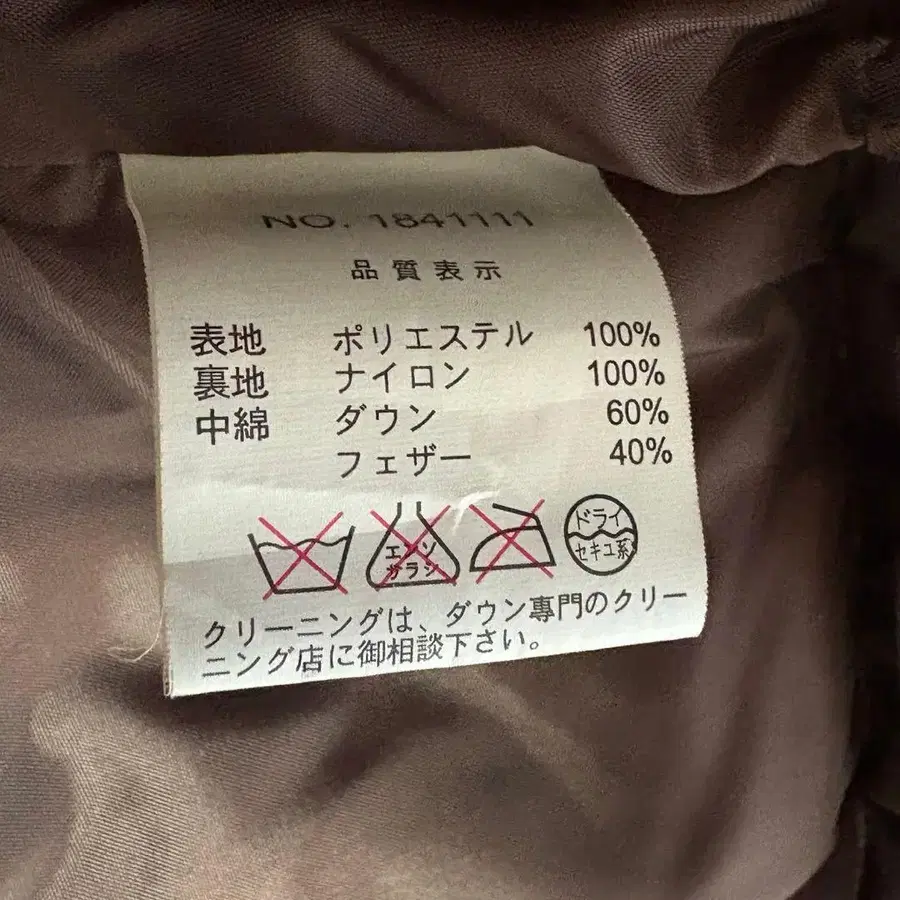 NO. 1841111
品質表示
表地 ポリエステル 100%
裏地 ナイロン 100%
中綿 ダウン 60%
フェザー 40%
エンソ
サラシ
ドライ
セキユ系
クリーニングは、ダウン專門のクリー
ニング店に御相談下さい。